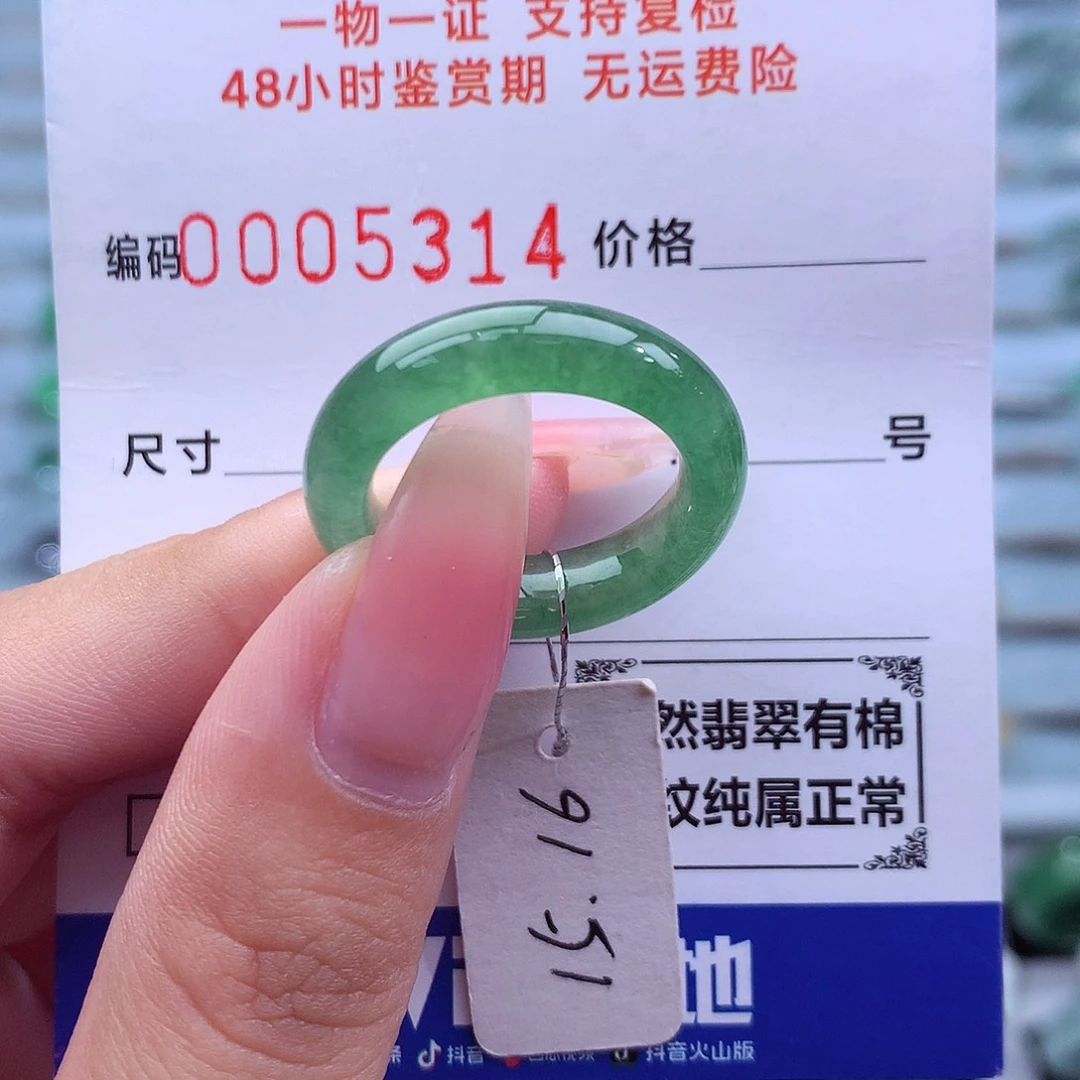 一物一证 支持复检
48小时鉴赏期 无运费险
编码0005314 价格
尺寸 号
然翡翠有棉
纹纯属正常
91.51
地
抖音 抖音火山版